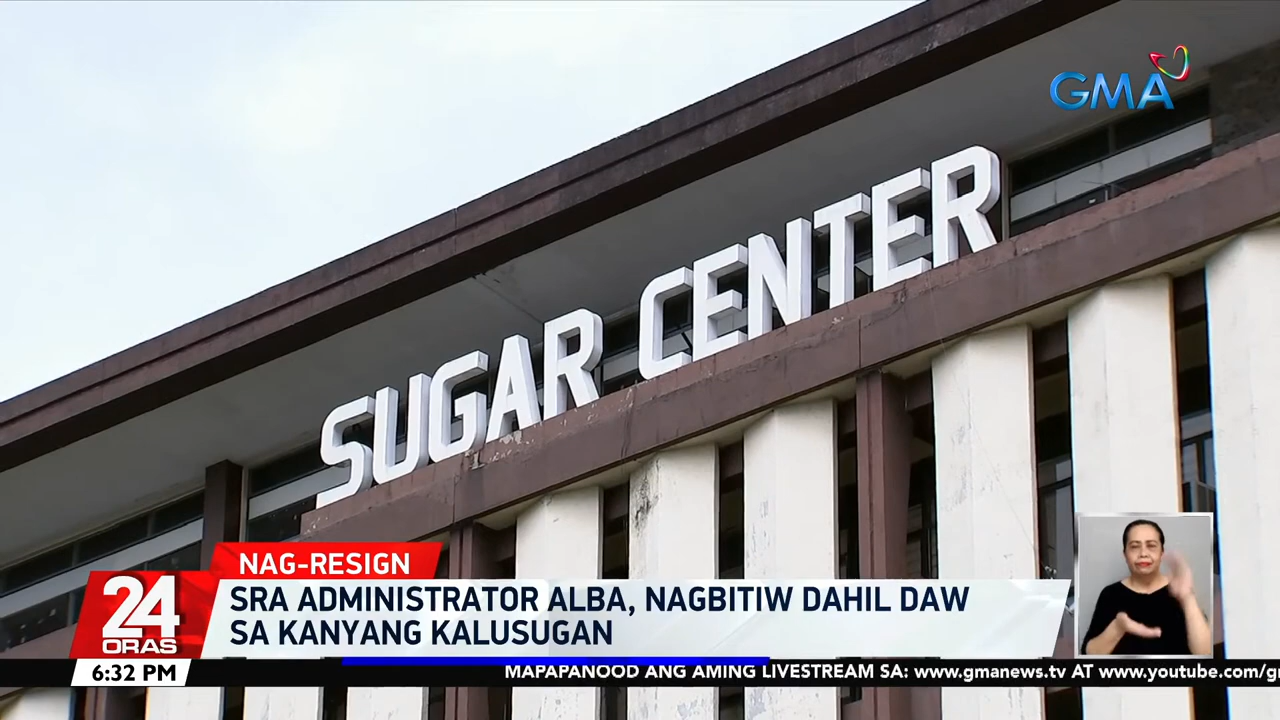 GMA
SUGAR CENTER
NAG-RESIGN
24
ORAS
SRA ADMINISTRATOR ALBA, NAGBITIW DAHIL DAW
SA KANYANG KALUSUGAN
6:32 PM
MAPAPANOOD ANG AMING LIVESTREAM SA: www.gmanews.tv AT www.youtube.com/gm